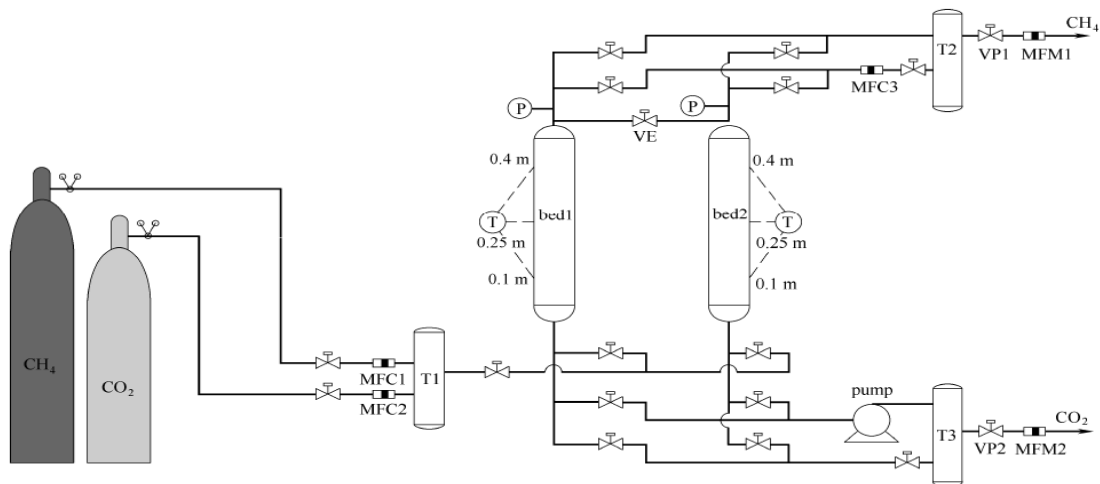 CH₄
T2
VP1
MFM1
MFC3
P
P
VE
0.4 m
0.4 m
bed1
bed2
T
T
0.25 m
0.25 m
0.1 m
0.1 m
CH₄
CO₂
MFC1
T1
MFC2
pump
CO₂
T3
VP2
MFM2